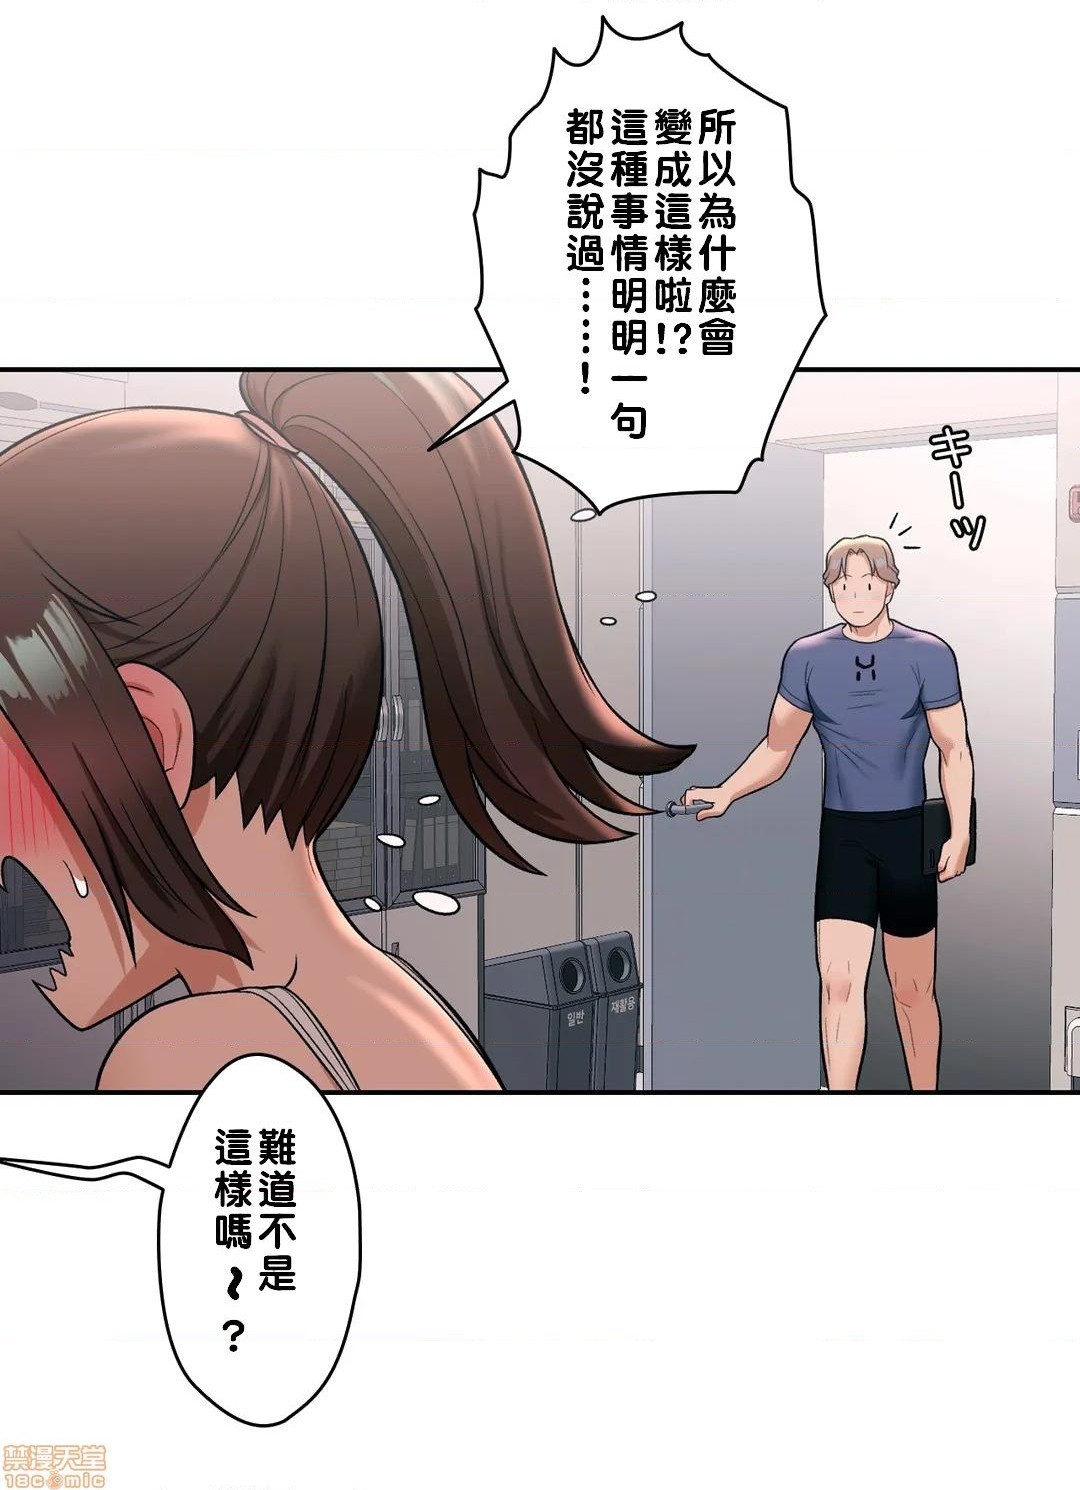 所以為什麼會
變成這樣啦!?
這種事情明明一句
都沒說過……!
キーッ
일반
재활용
難道不是
這樣嗎~?
禁漫天堂
18comic